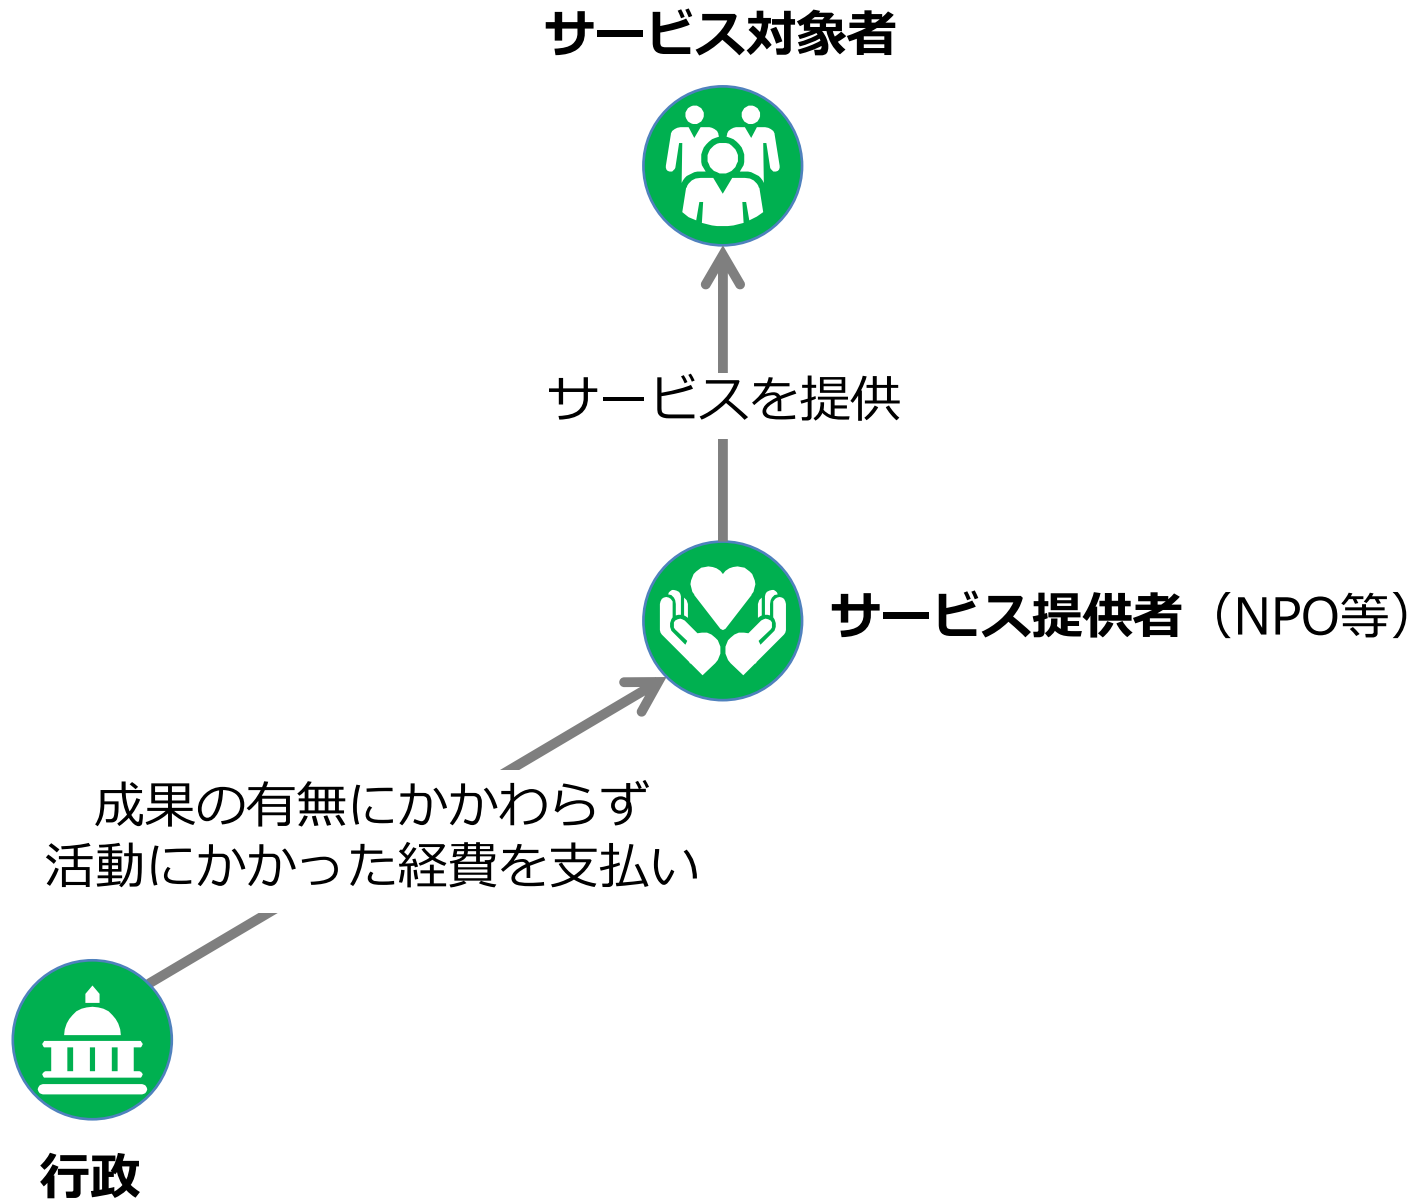 サービス対象者
サービスを提供
サービス提供者（NPO等）
成果の有無にかかわらず
活動にかかった経費を支払い
行政